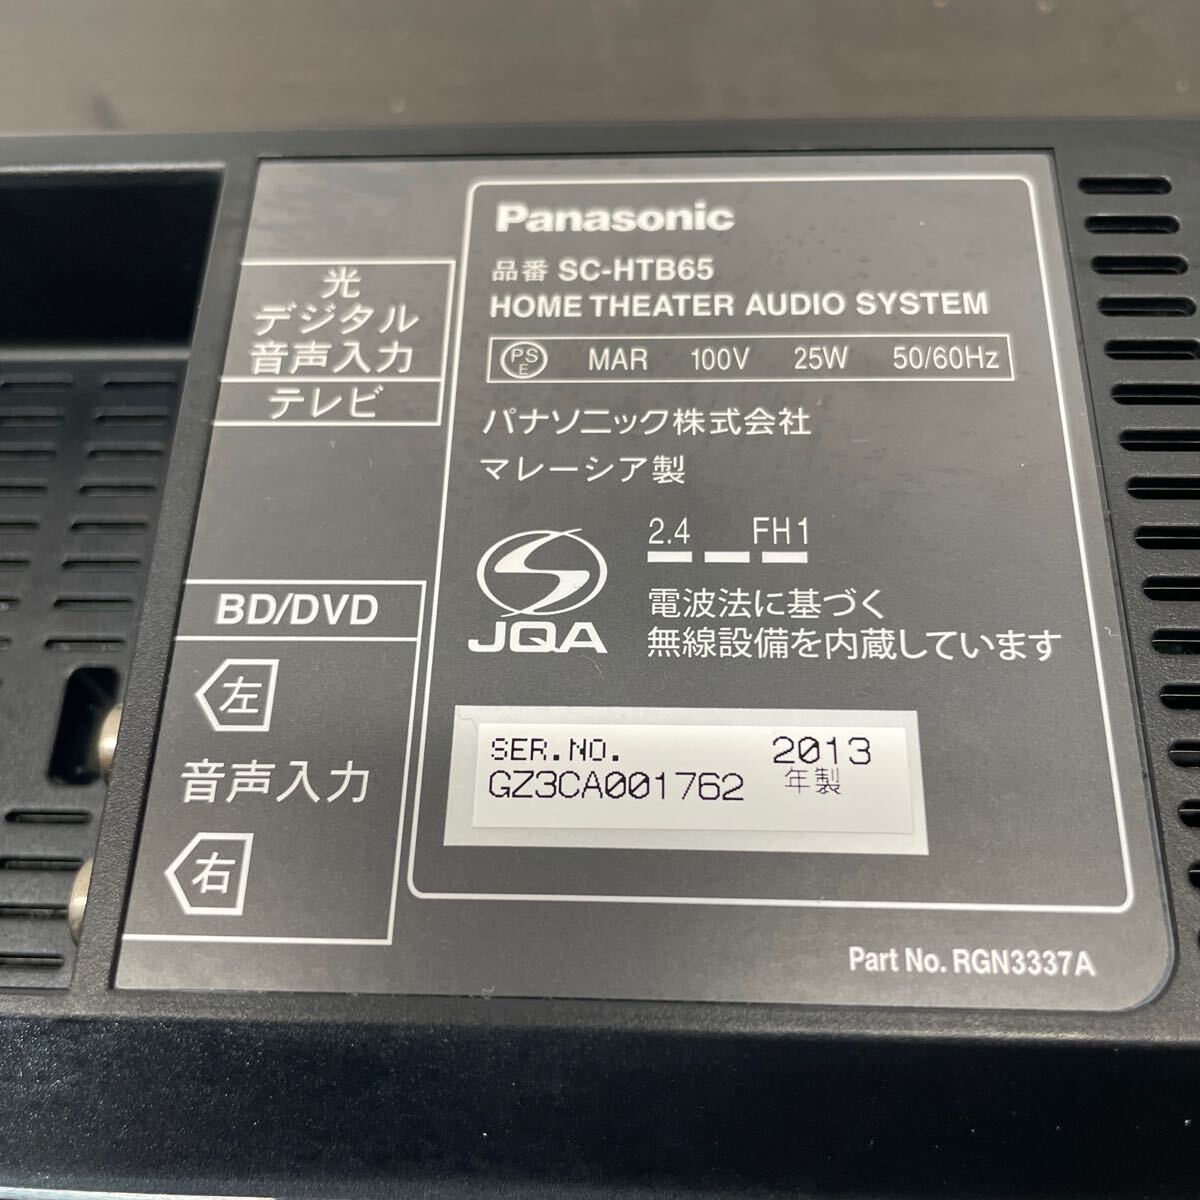 Panasonic
品番 SC-HTB65
HOME THEATER AUDIO SYSTEM
PSE MAR 100V 25W 50/60Hz
パナソニック株式会社
マレーシア製
2.4 FH1
JQA
電波法に基づく
無線設備を内蔵しています
SER.NO. 2013
GZ3CA001762 年製
Part No. RGN3337A
光
デジタル
音声入力
テレビ
BD/DVD
左
音声入力
右